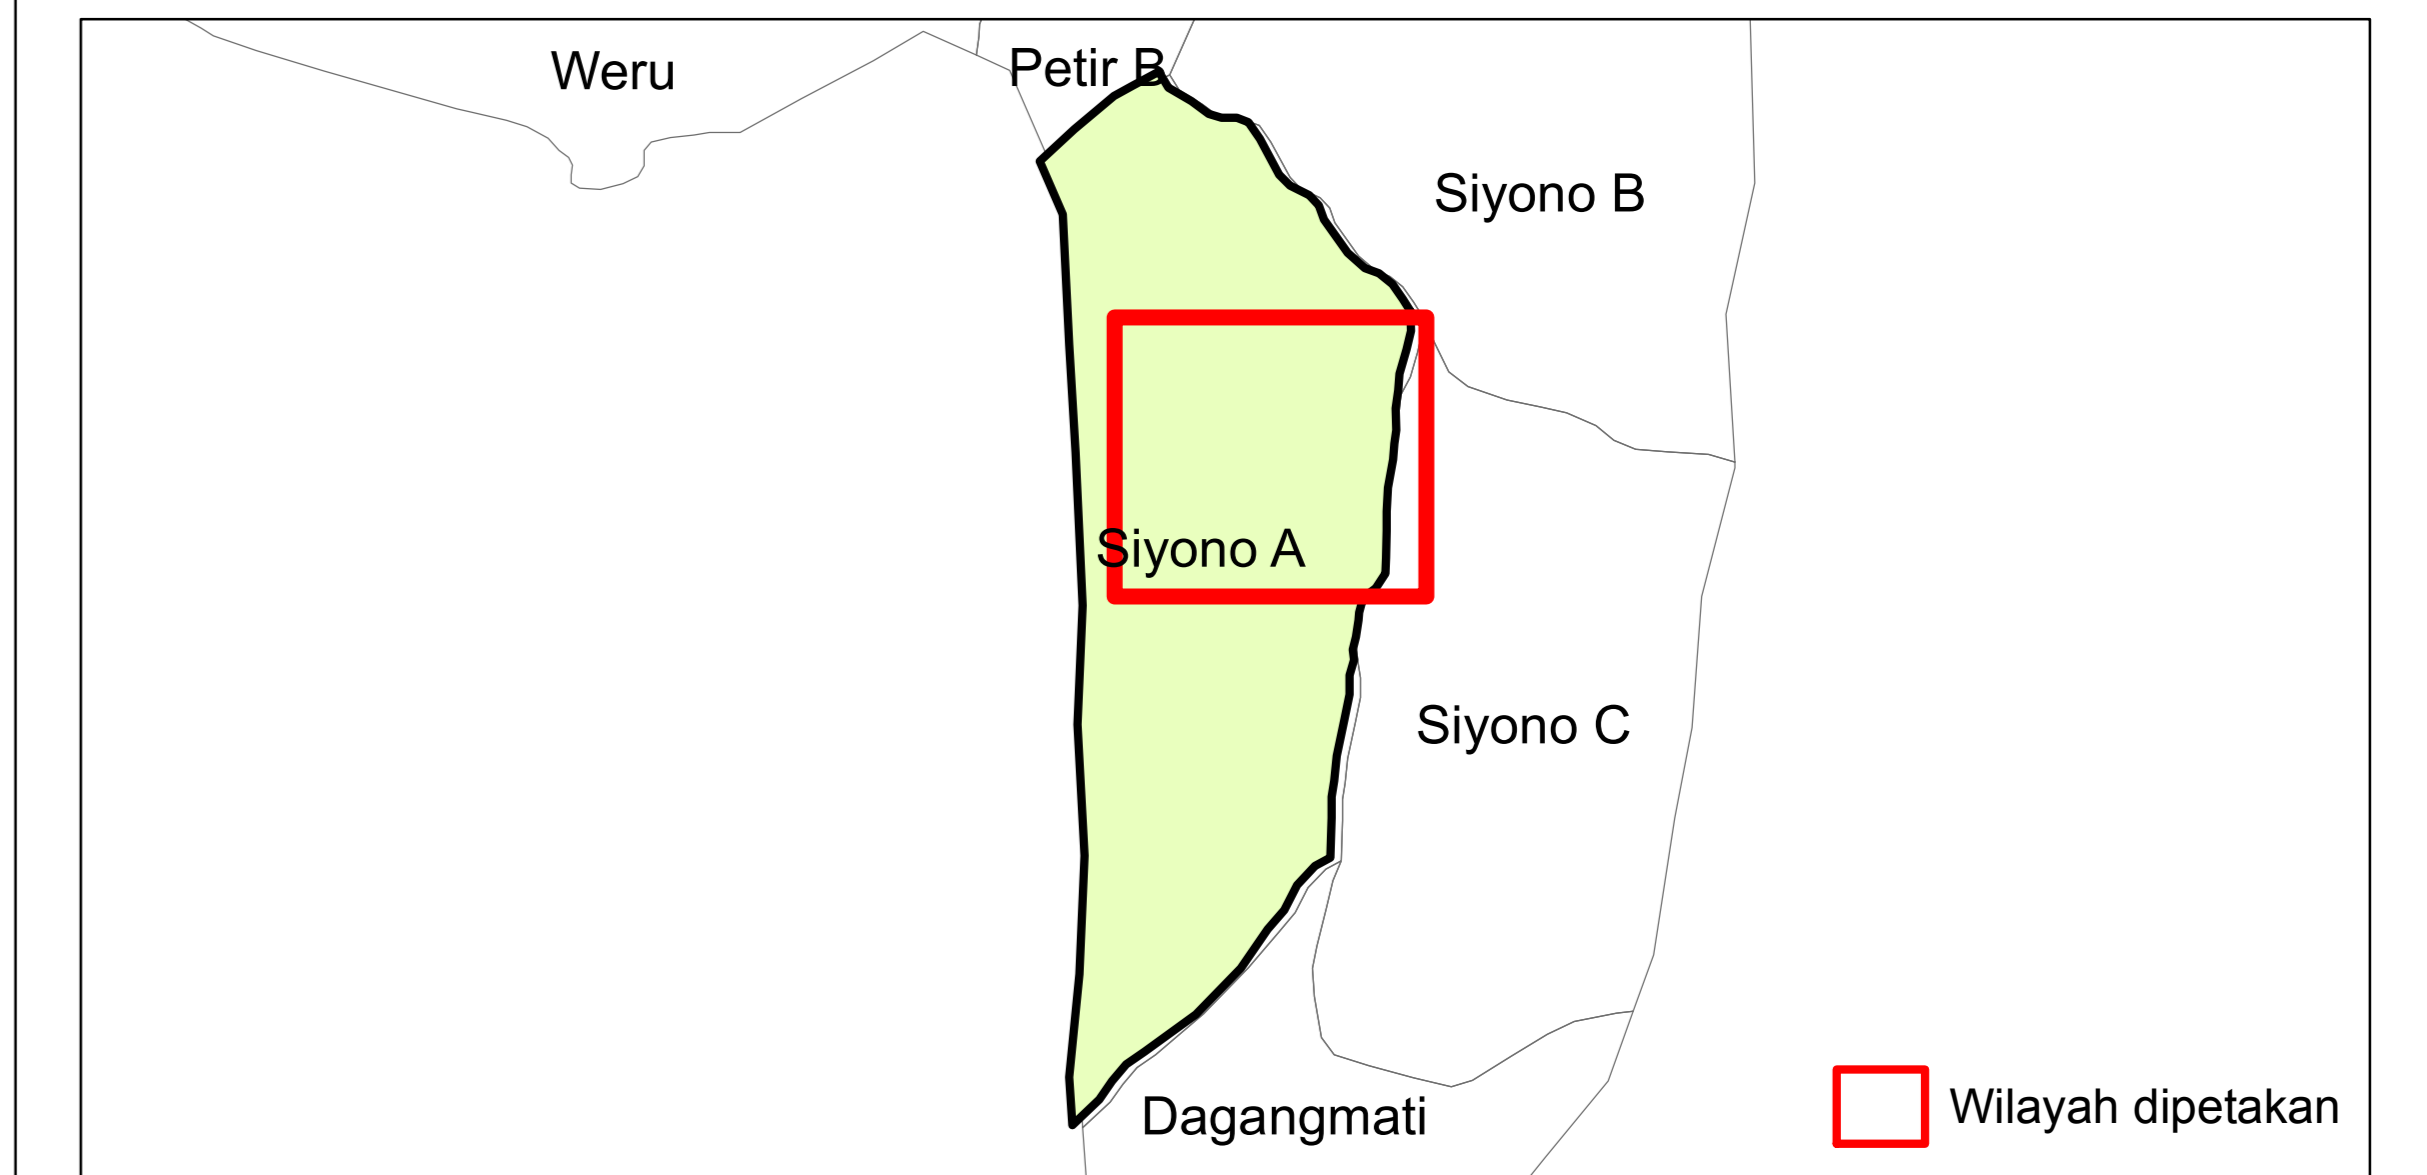 Weru
Petir B
Siyono B
Siyono A
Siyono C
Dagangmati
Wilayah dipetakan